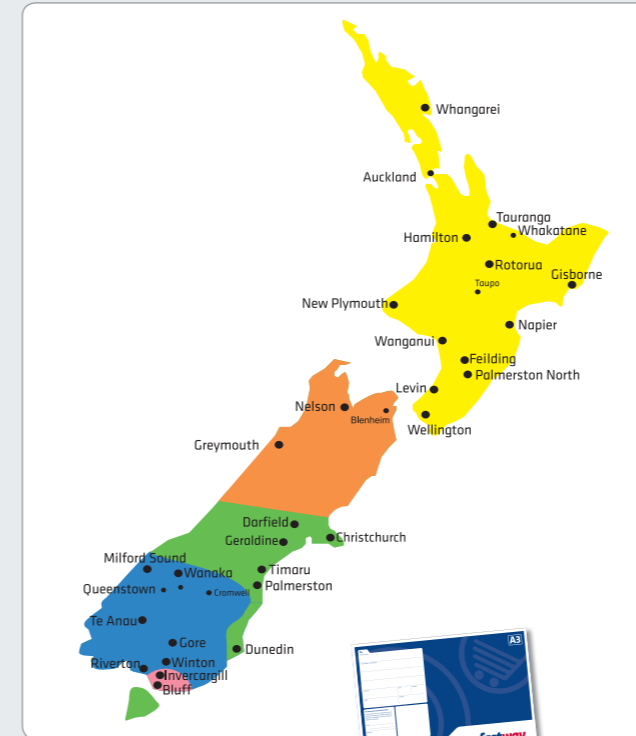 Whangarei
Auckland
Tauranga
Whakatane
Hamilton
Rotorua
Gisborne
Taupo
New Plymouth
Napier
Wanganui
Feilding
Palmerston North
Levin
Nelson
Blenheim
Wellington
Greymouth
Darfield
Geraldine
Christchurch
Milford Sound
Wanaka
Timaru
Queenstown
Cromwell
Palmerston
Te Anau
Gore
Dunedin
Riverton
Winton
Invercargill
Bluff
A3